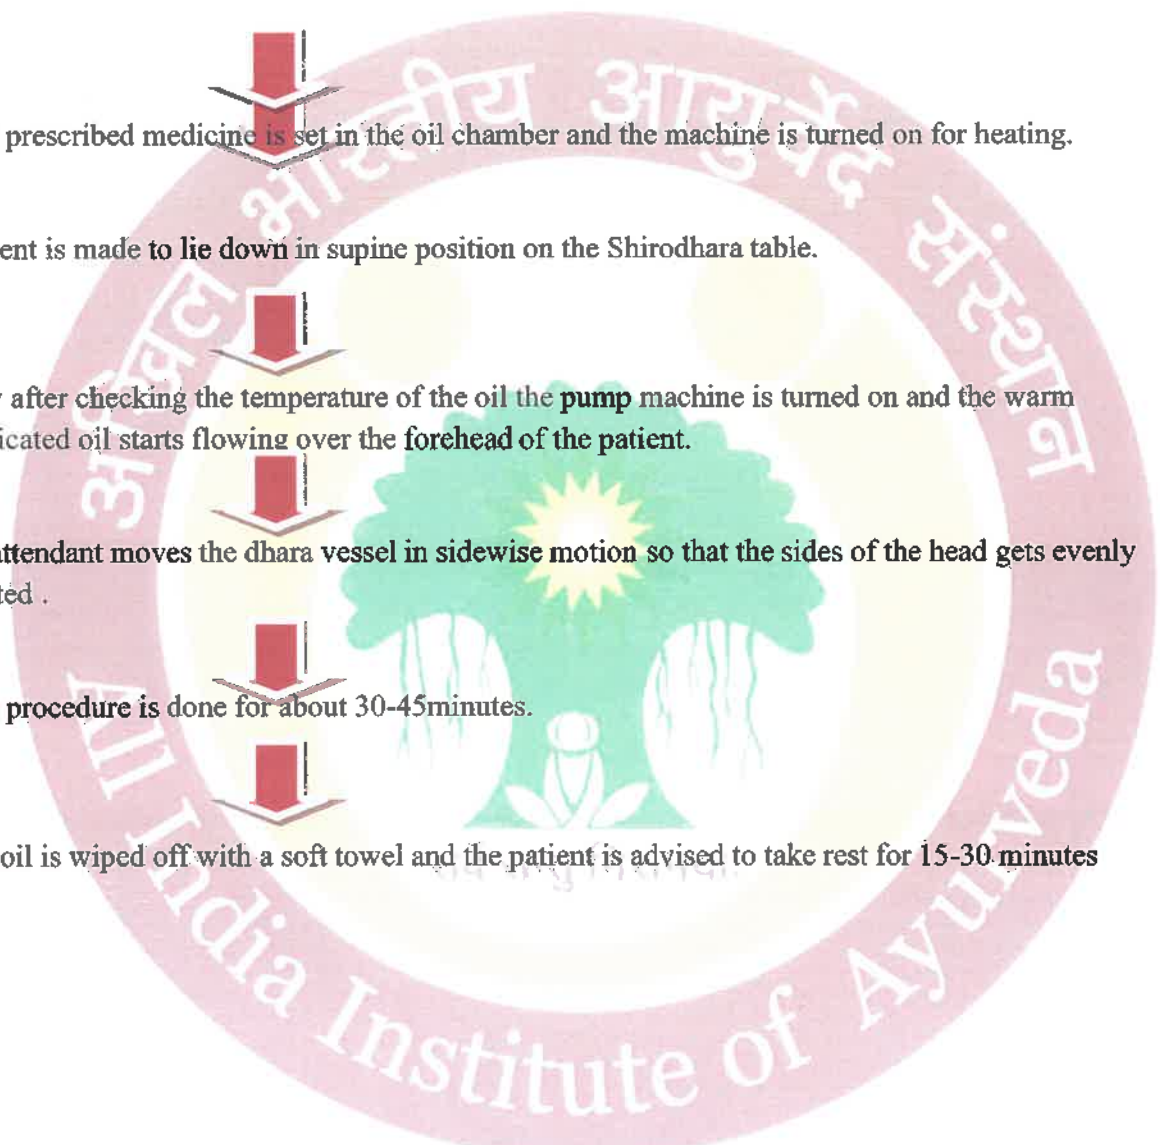 prescribed medicine is set in the oil chamber and the machine is turned on for heating.
ent is made to lie down in supine position on the Shirodhara table.
after checking the temperature of the oil the pump machine is turned on and the warm
icated oil starts flowing over the forehead of the patient.
attendant moves the dhara vessel in sidewise motion so that the sides of the head gets evenly
ted .
procedure is done for about 30-45minutes.
oil is wiped off with a soft towel and the patient is advised to take rest for 15-30 minutes
अखिल भारतीय आयुर्वेद संस्थान
All India Institute of Ayurveda